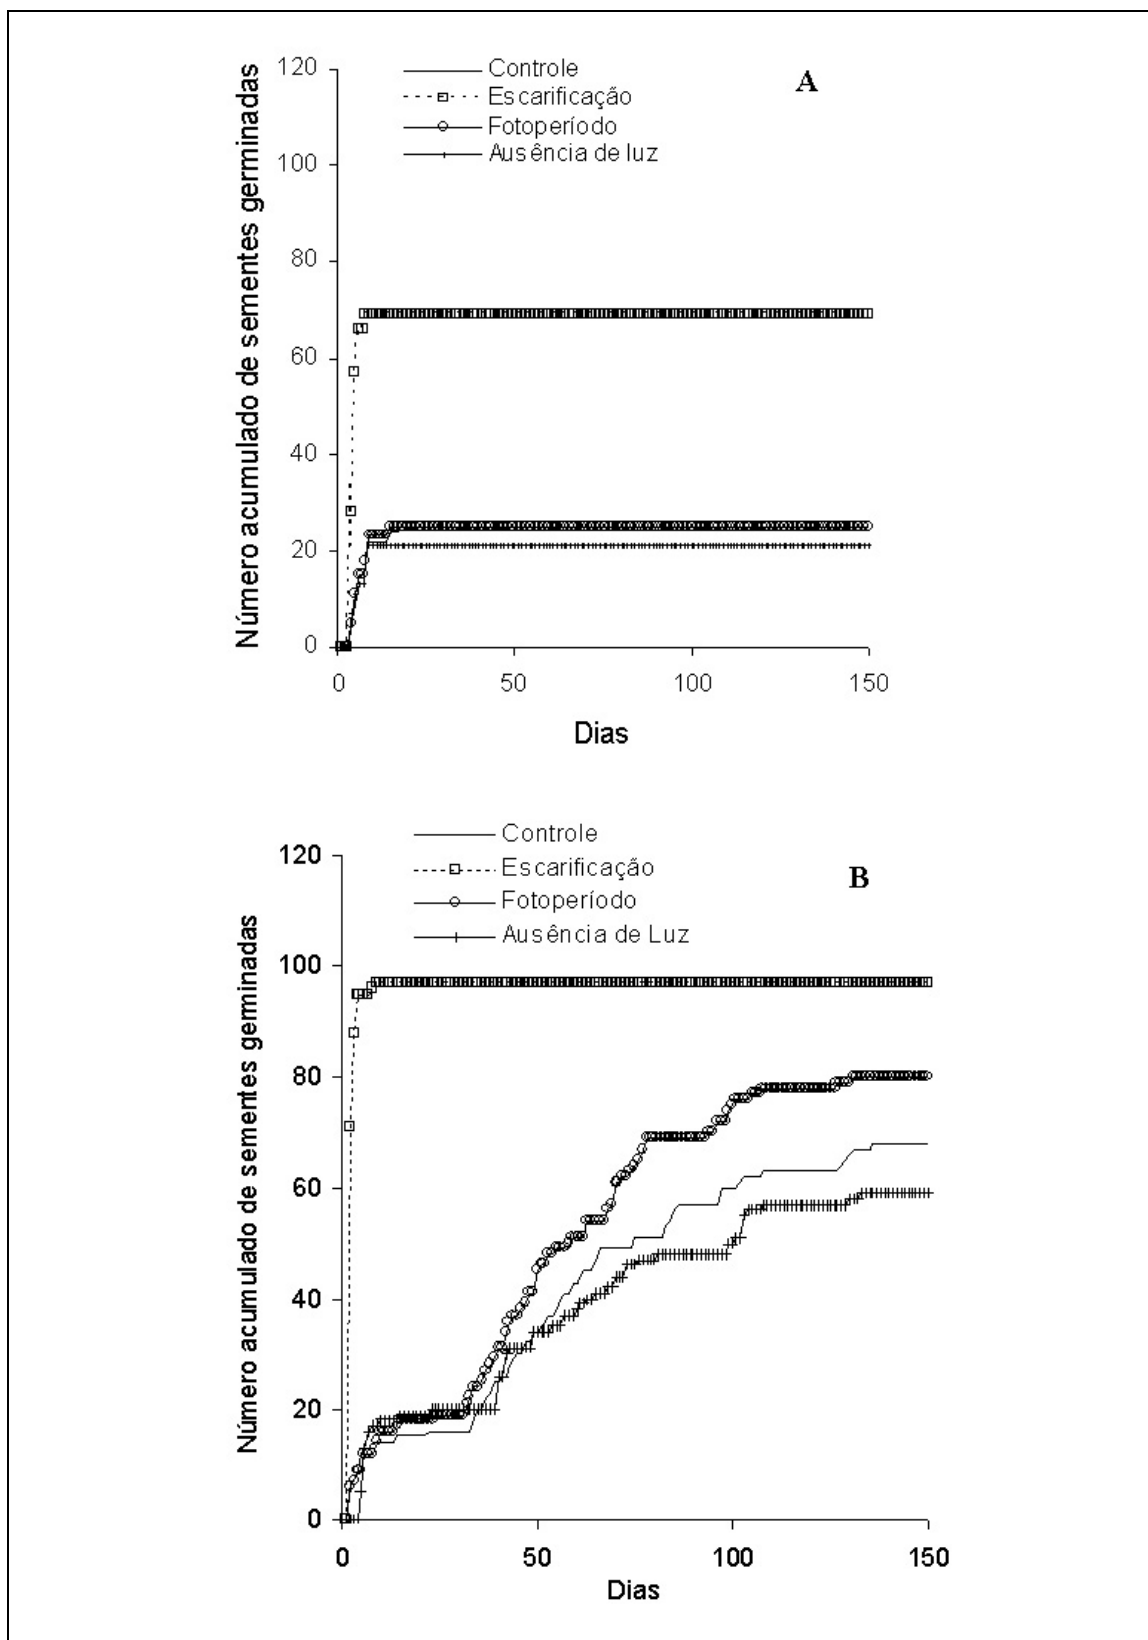 Controle
Escarificação
Fotoperíodo
Ausência de luz
A
Número acumulado de sementes germinadas
120
100
80
60
40
20
0
0 50 100 150
Dias
Controle
Escarificação
Fotoperíodo
Ausência de Luz
B
Número acumulado de sementes germinadas
120
100
80
60
40
20
0
0 50 100 150
Dias